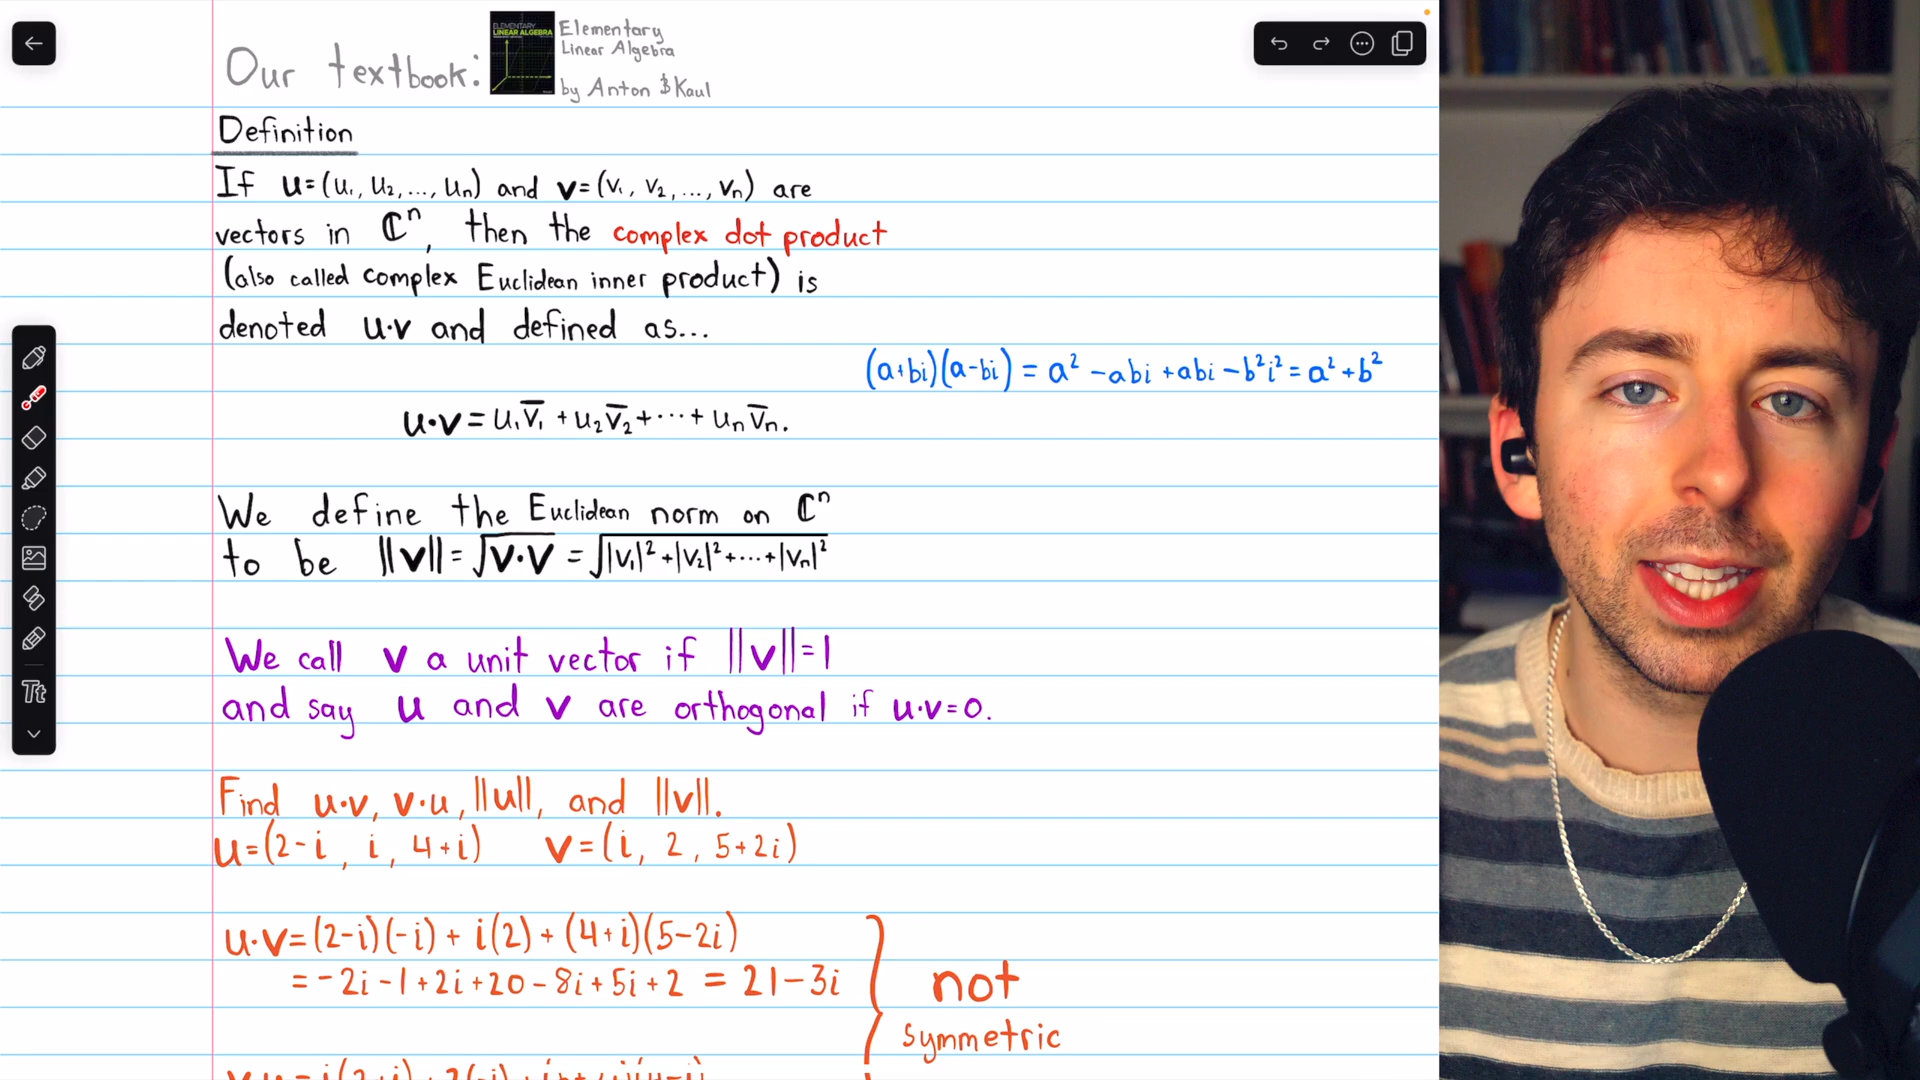 Our textbook:
ELEMENTARY
LINEAR ALGEBRA
Elementary
Linear Algebra
by Anton & Kaul
Definition
If u=(u₁, u₂,..., uₙ) and v=(v₁, v₂,..., vₙ) are
vectors in ℂⁿ, then the complex dot product
(also called complex Euclidean inner product) is
denoted u·v and defined as...
(a+bi)(a-bi) = a² -abi +abi -b²i² = a²+b²
u·v = u₁v̅₁ + u₂v̅₂ + ··· + uₙv̅ₙ.
We define the Euclidean norm on ℂⁿ
to be ||v|| = √v·v = √|v₁|²+|v₂|²+...+|vₙ|²
We call v a unit vector if ||v||=1
and say u and v are orthogonal if u·v=0.
Find u·v, v·u, ||u||, and ||v||.
u=(2-i, i, 4+i) v=(i, 2, 5+2i)
u·v=(2-i)(-i) + i(2) + (4+i)(5-2i)
=-2i-1+2i+20-8i+5i+2 = 21-3i
not
symmetric
Tt